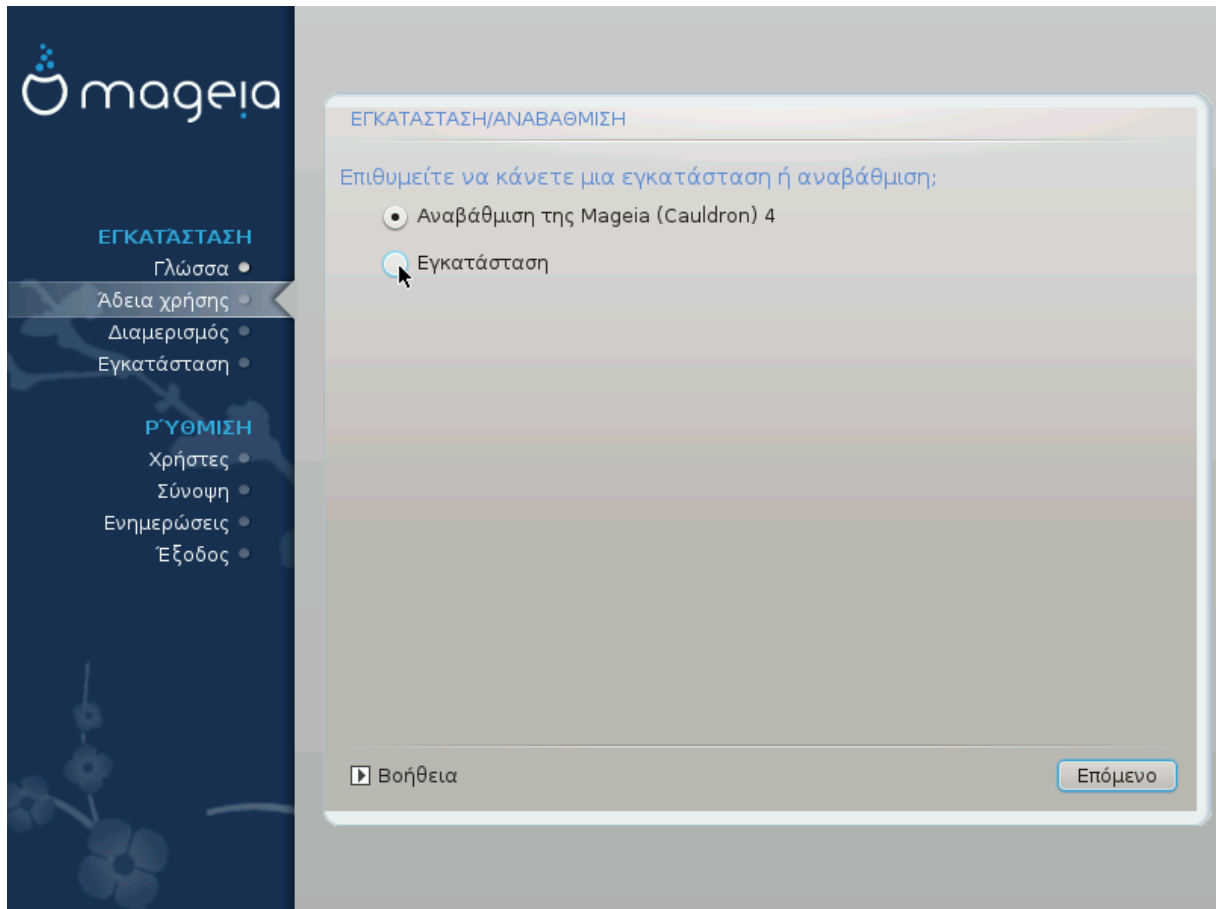 mageia
ΕΓΚΑΤΆΣΤΑΣΗ
Γλώσσα
Άδεια χρήσης
Διαμερισμός
Εγκατάσταση
ΡΎΘΜΙΣΗ
Χρήστες
Σύνοψη
Ενημερώσεις
Έξοδος
ΕΓΚΑΤΑΣΤΑΣΗ/ΑΝΑΒΑΘΜΙΣΗ
Επιθυμείτε να κάνετε μια εγκατάσταση ή αναβάθμιση;
Αναβάθμιση της Mageia (Cauldron) 4
Εγκατάσταση
Βοήθεια
Επόμενο